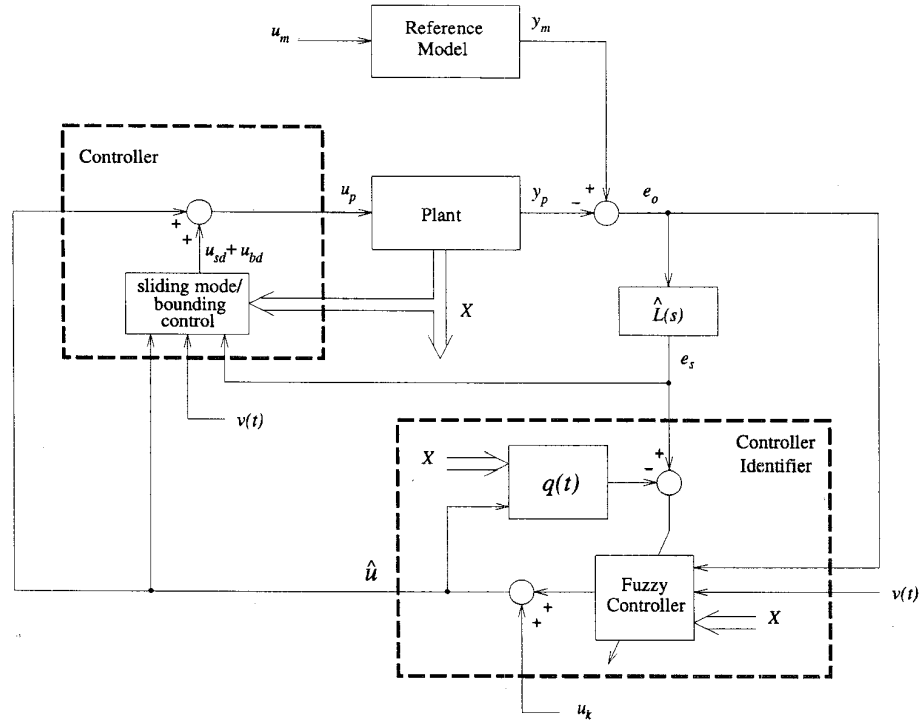 u_m
Reference
Model
y_m
Controller
u_p
Plant
y_p
-
+
e_o
+
+
u_sd + u_bd
sliding mode/
bounding
control
X
L̂(s)
e_s
v(t)
Controller
Identifier
X
q(t)
-
+
û
Fuzzy
Controller
v(t)
X
+
+
u_k